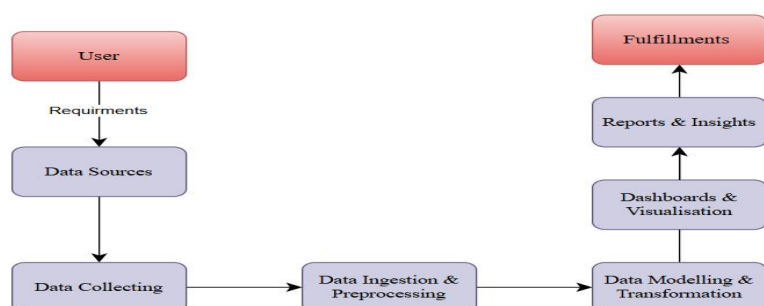 User
Requirments
Data Sources
Data Collecting
Data Ingestion &
Preprocessing
Data Modelling &
Transformation
Dashboards &
Visualisation
Reports & Insights
Fulfillments